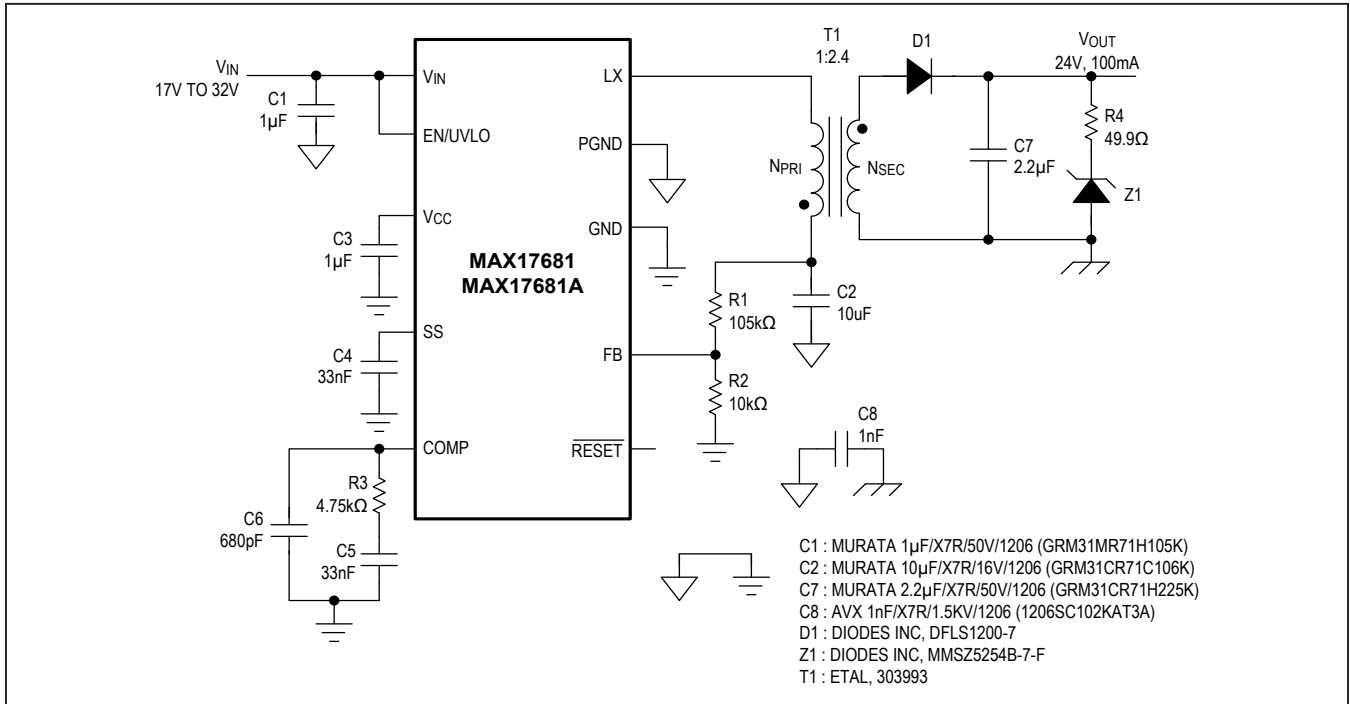 T1
1:2.4
D1
VOUT
24V, 100mA
VIN
17V TO 32V
C1
1µF
VIN
LX
EN/UVLO
PGND
NPRI
NSEC
C7
2.2µF
R4
49.9Ω
Z1
VCC
GND
C3
1µF
MAX17681
MAX17681A
R1
105kΩ
C2
10uF
SS
C4
33nF
FB
R2
10kΩ
COMP
RESET
C8
1nF
R3
4.75kΩ
C6
680pF
C5
33nF
C1 : MURATA 1µF/X7R/50V/1206 (GRM31MR71H105K)
C2 : MURATA 10µF/X7R/16V/1206 (GRM31CR71C106K)
C7 : MURATA 2.2µF/X7R/50V/1206 (GRM31CR71H225K)
C8 : AVX 1nF/X7R/1.5KV/1206 (1206SC102KAT3A)
D1 : DIODES INC, DFLS1200-7
Z1 : DIODES INC, MMSZ5254B-7-F
T1 : ETAL, 303993